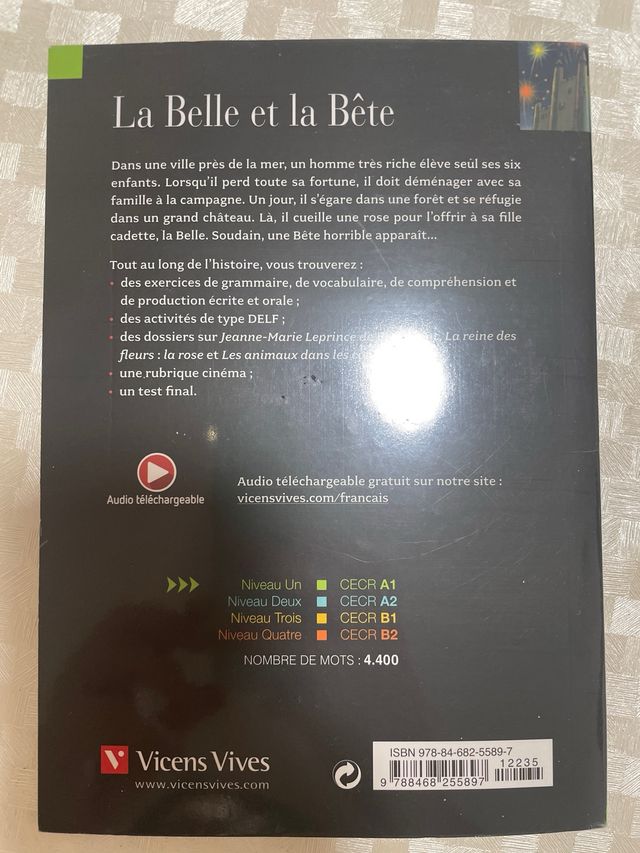 La Belle et la Bête
Dans une ville près de la mer, un homme très riche élève seul ses six
enfants. Lorsqu'il perd toute sa fortune, il doit déménager avec sa
famille à la campagne. Un jour, il s'égare dans une forêt et se réfugie
dans un grand château. Là, il cueille une rose pour l'offrir à sa fille
cadette, la Belle. Soudain, une Bête horrible apparaît...
Tout au long de l'histoire, vous trouverez :
• des exercices de grammaire, de vocabulaire, de compréhension et
de production écrite et orale ;
• des activités de type DELF ;
• des dossiers sur Jeanne-Marie Leprince de La reine des
fleurs : la rose et Les animaux dans les
• une rubrique cinéma ;
• un test final.
Audio téléchargeable
Audio téléchargeable gratuit sur notre site :
vicensvives.com/francais
Niveau Un CECR A1
Niveau Deux CECR A2
Niveau Trois CECR B1
Niveau Quatre CECR B2
NOMBRE DE MOTS : 4.400
Vicens Vives
www.vicensvives.com
ISBN 978-84-682-5589-7
12235
9 788468 255897